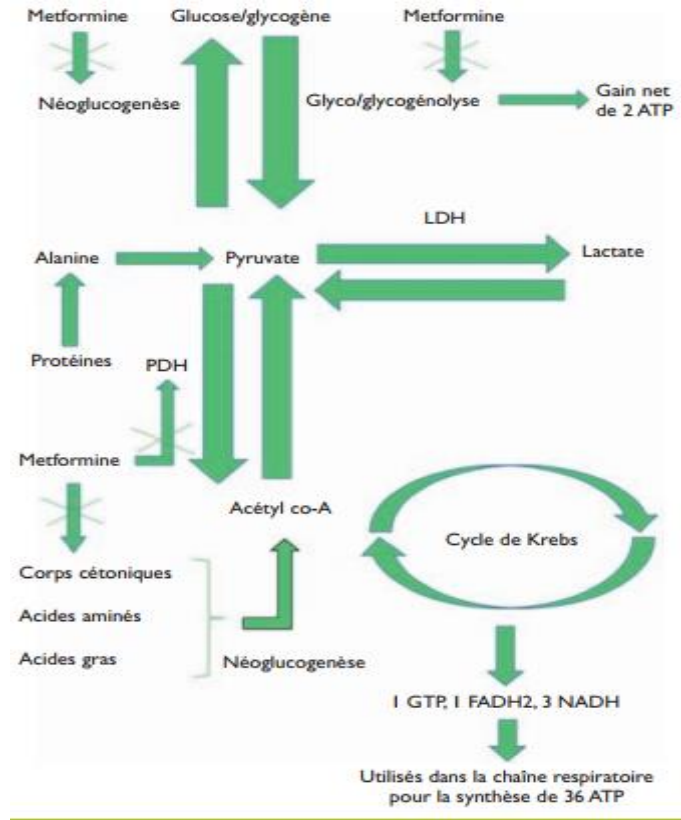 Metformine
Glucose/glycogène
Metformine
Néoglucogenèse
Glyco/glycogénolyse
Gain net
de 2 ATP
LDH
Alanine
Pyruvate
Lactate
Protéines
PDH
Metformine
Acétyl co-A
Cycle de Krebs
Corps cétoniques
Acides aminés
Acides gras
Néoglucogenèse
1 GTP, 1 FADH2, 3 NADH
Utilisés dans la chaîne respiratoire
pour la synthèse de 36 ATP